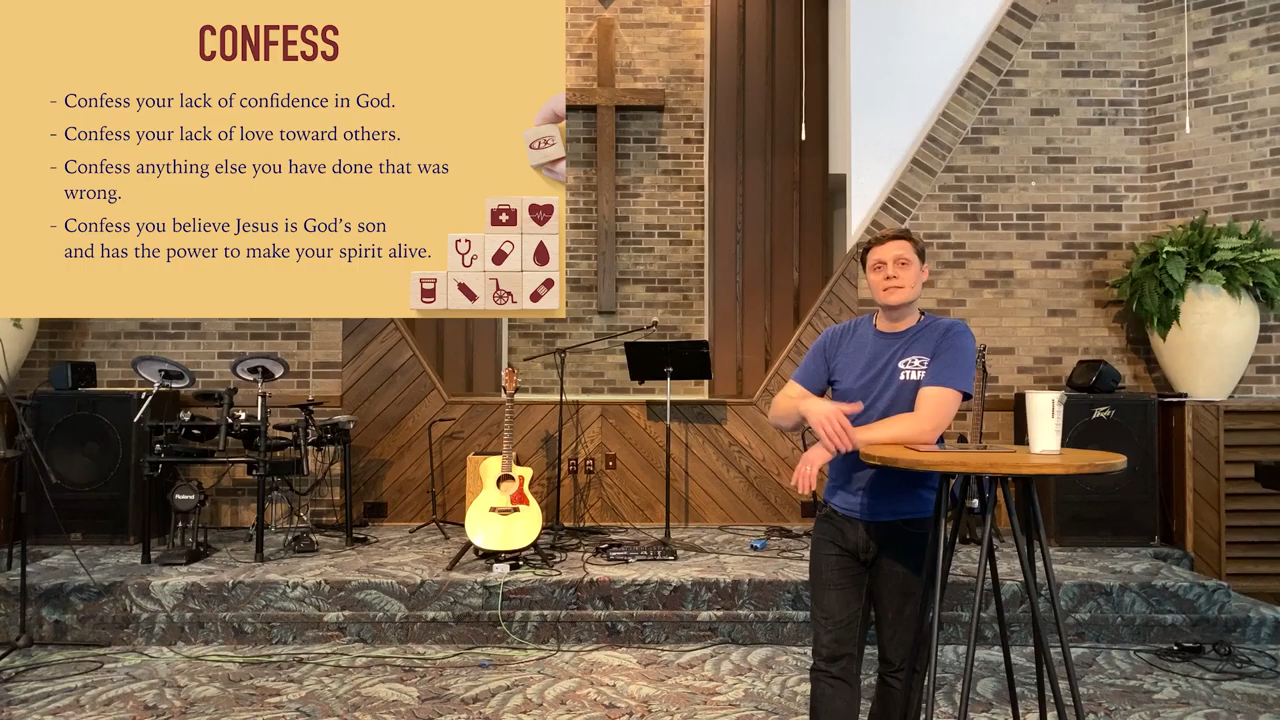 CONFESS
- Confess your lack of confidence in God.
- Confess your lack of love toward others.
- Confess anything else you have done that was
wrong.
- Confess you believe Jesus is God's son
and has the power to make your spirit alive.
STAFF
Roland
Peavey